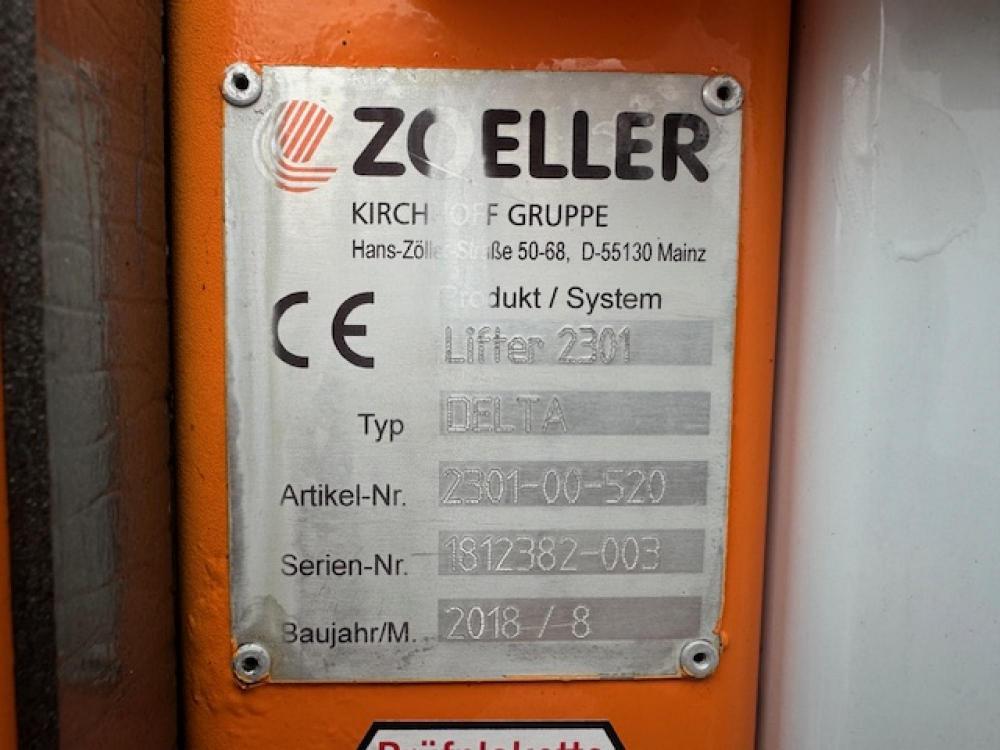 ZOELLER
KIRCHHOFF GRUPPE
Hans-Zöller-Straße 50-68, D-55130 Mainz
CE
Produkt / System
Lifter 2301
Typ DELTA
Artikel-Nr. 2301-00-520
Serien-Nr. 1812382-003
Baujahr/M. 2018 / 8